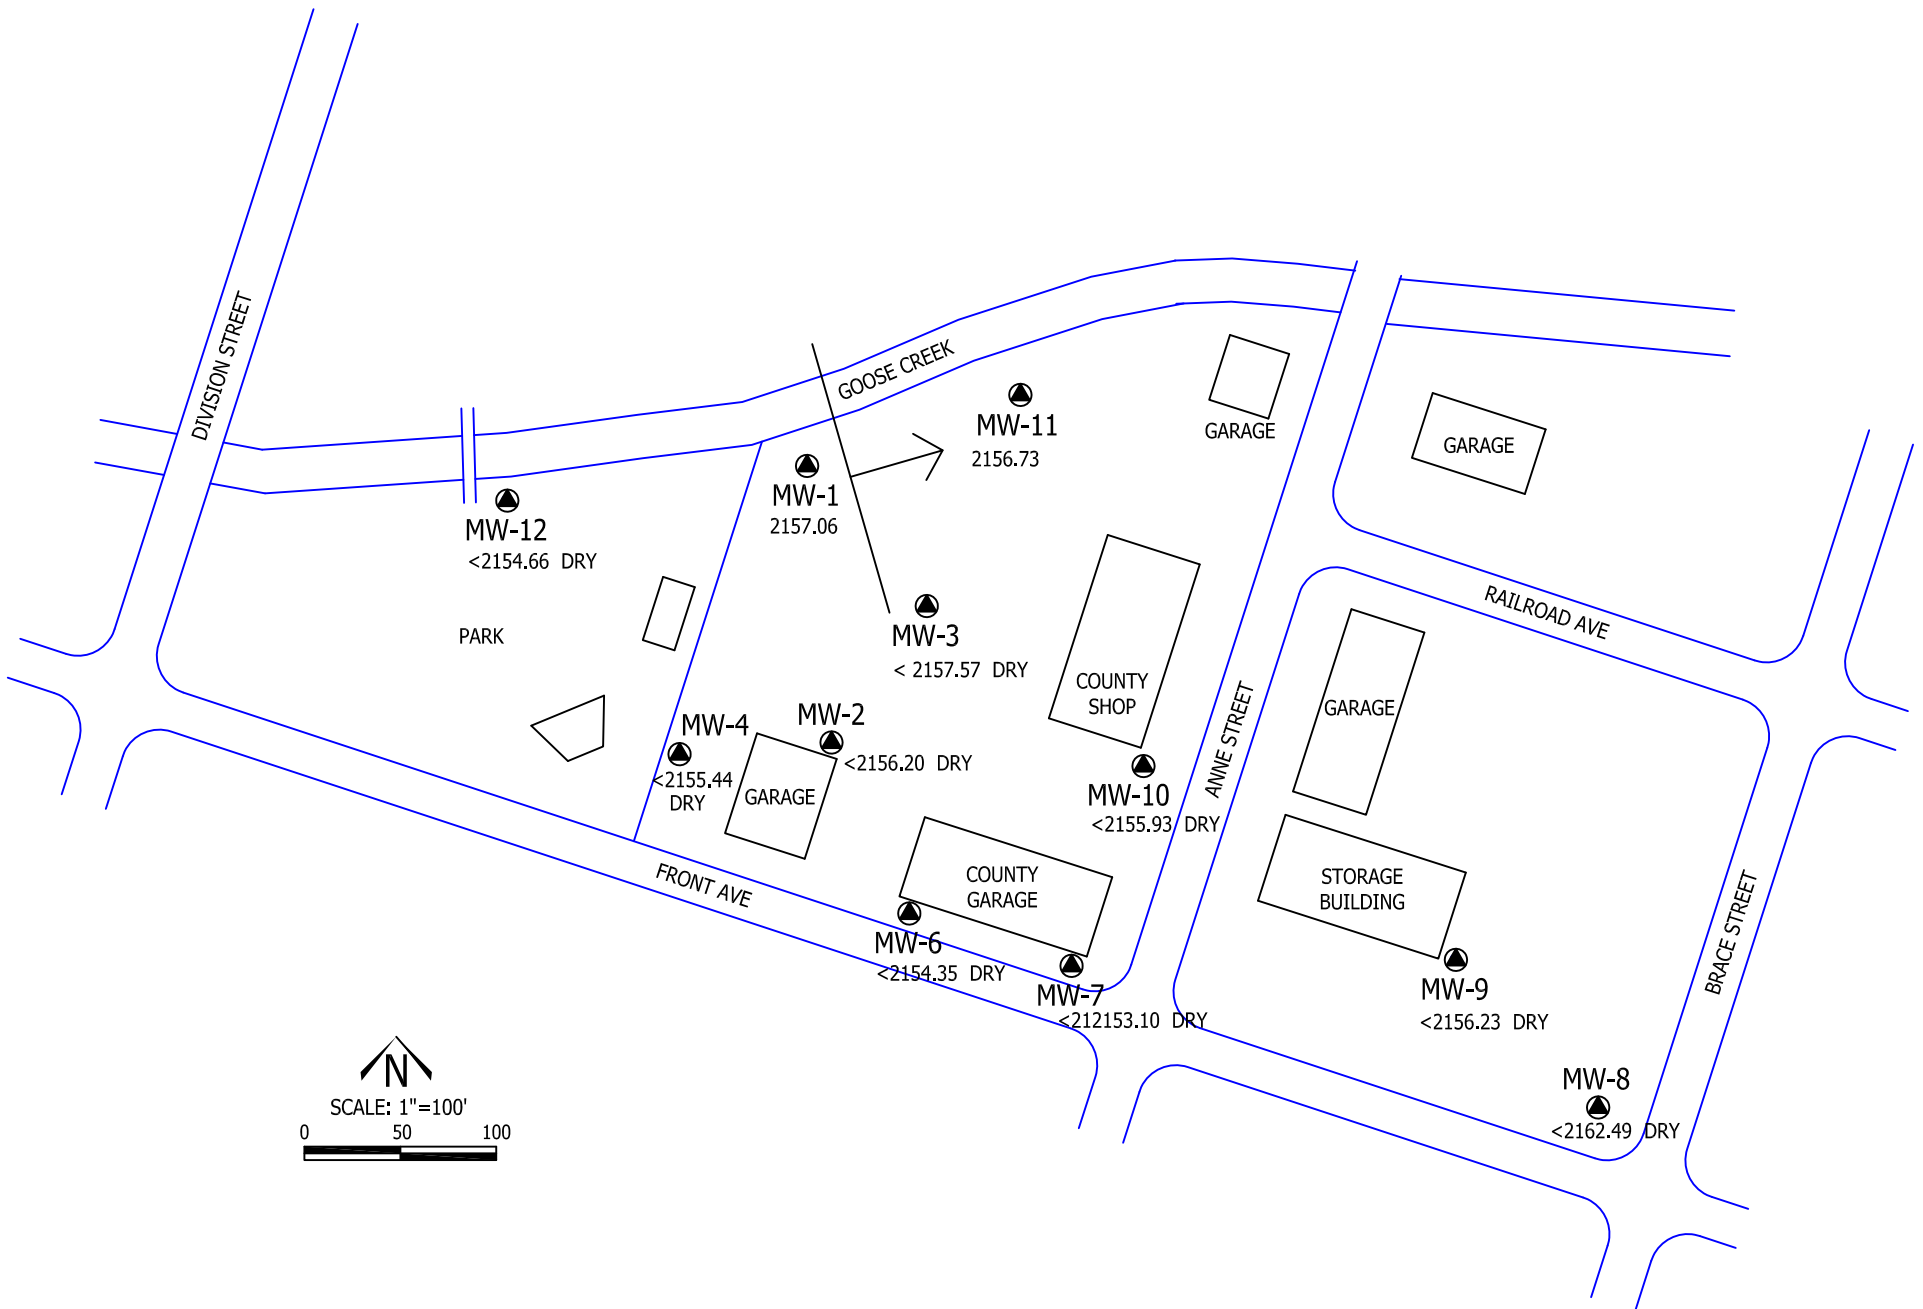 DIVISION STREET
GOOSE CREEK
MW-11
2156.73
GARAGE
GARAGE
MW-1
2157.06
MW-12
<2154.66 DRY
PARK
MW-3
< 2157.57 DRY
RAILROAD AVE
COUNTY
SHOP
GARAGE
MW-4
<2155.44
DRY
MW-2
<2156.20 DRY
GARAGE
ANNE STREET
MW-10
<2155.93 DRY
FRONT AVE
COUNTY
GARAGE
STORAGE
BUILDING
BRACE STREET
MW-6
<2154.35 DRY
MW-7
<212153.10 DRY
MW-9
<2156.23 DRY
MW-8
<2162.49 DRY
N
SCALE: 1"=100'
0 50 100